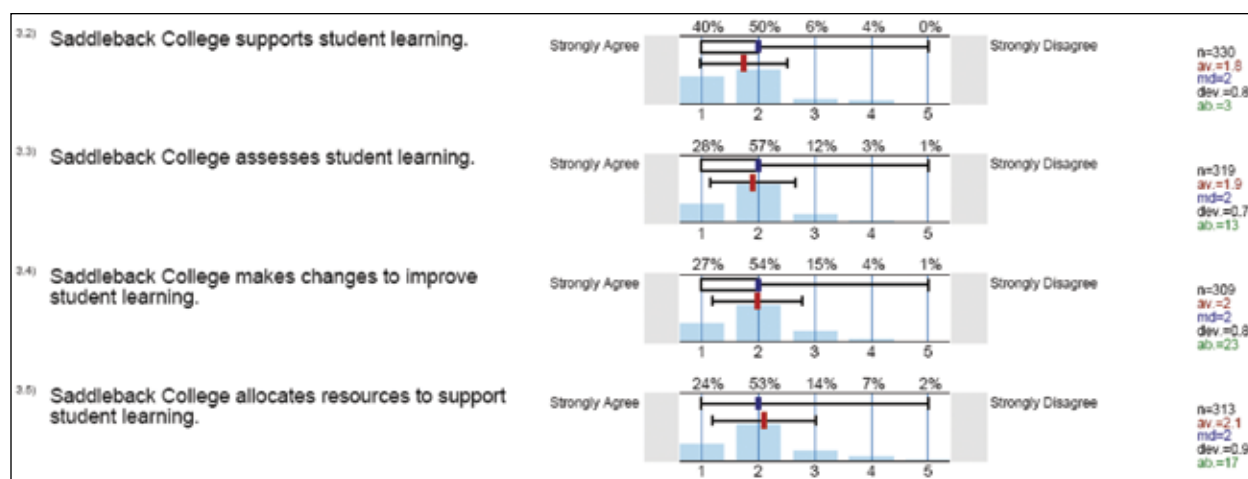 3.2) Saddleback College supports student learning.
40% 50% 6% 4% 0%
Strongly Agree
Strongly Disagree
1 2 3 4 5
n=330
av.=1.8
md=2
dev.=0.8
ab.=3
3.3) Saddleback College assesses student learning.
28% 57% 12% 3% 1%
Strongly Agree
Strongly Disagree
1 2 3 4 5
n=319
av.=1.9
md=2
dev.=0.7
ab.=13
3.4) Saddleback College makes changes to improve
student learning.
27% 54% 15% 4% 1%
Strongly Agree
Strongly Disagree
1 2 3 4 5
n=309
av.=2
md=2
dev.=0.8
ab.=23
3.5) Saddleback College allocates resources to support
student learning.
24% 53% 14% 7% 2%
Strongly Agree
Strongly Disagree
1 2 3 4 5
n=313
av.=2.1
md=2
dev.=0.9
ab.=17